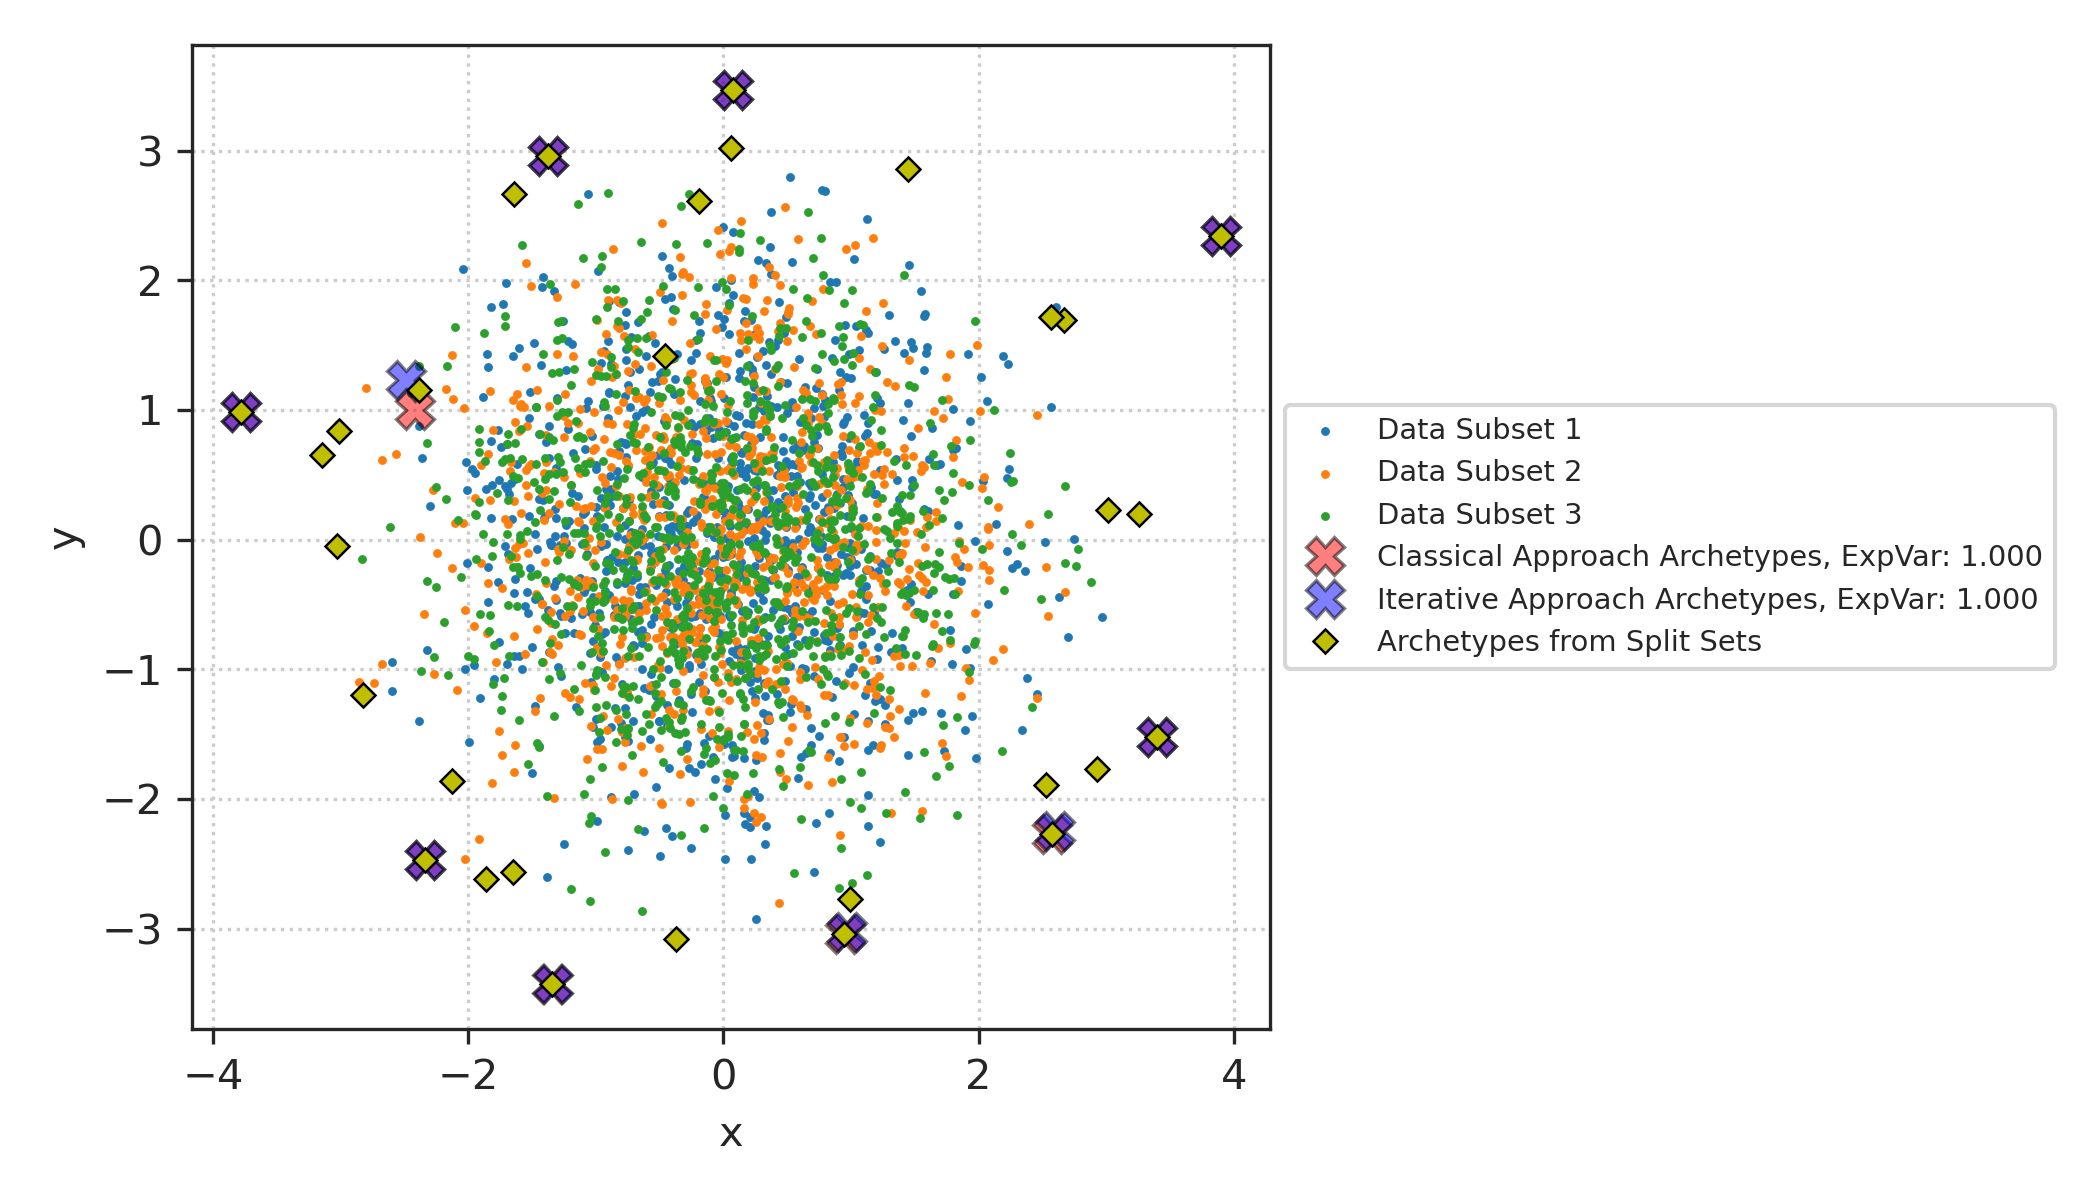 3
2
1
0
−1
−2
−3
y
−4
−2
0
2
4
x
Data Subset 1
Data Subset 2
Data Subset 3
Classical Approach Archetypes, ExpVar: 1.000
Iterative Approach Archetypes, ExpVar: 1.000
Archetypes from Split Sets